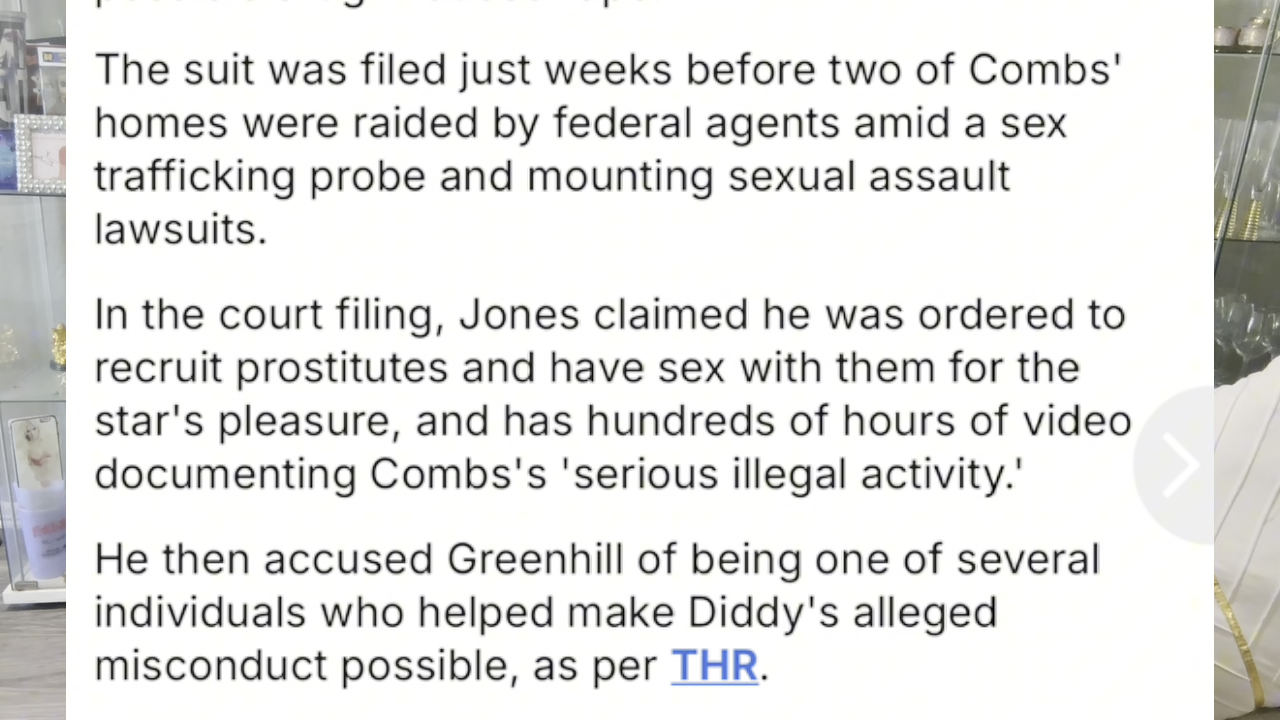 The suit was filed just weeks before two of Combs'
homes were raided by federal agents amid a sex
trafficking probe and mounting sexual assault
lawsuits.
In the court filing, Jones claimed he was ordered to
recruit prostitutes and have sex with them for the
star's pleasure, and has hundreds of hours of video
documenting Combs's 'serious illegal activity.'
He then accused Greenhill of being one of several
individuals who helped make Diddy's alleged
misconduct possible, as per THR.